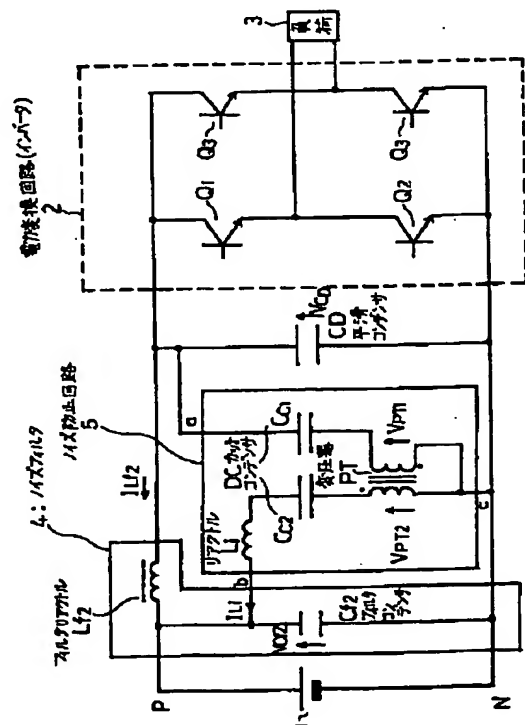 電力変換回路(インバータ)
2
負荷
3
Q1
Q3
Q2
Q3
4:ノイズフィルタ
ノイズ防止回路
5
フィルタリアクトル
Lf2
ILf2
P
N
a
b
c
リアクトル
IL1
DCカット
コンデンサ
CC1
CC2
変圧器
PT
VPT1
VPT2
VCD
CD
平滑
コンデンサ
Cf2
フィルタ
コンデンサ